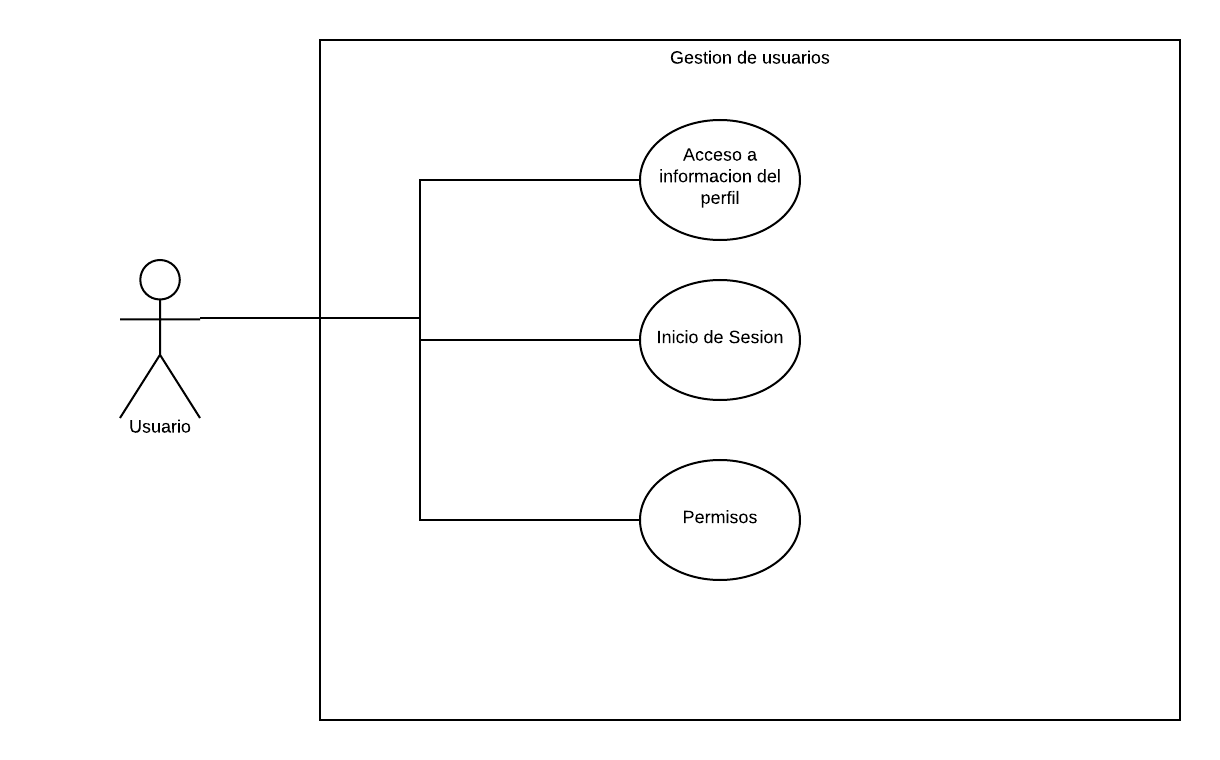 Gestion de usuarios
Acceso a
informacion del
perfil
Inicio de Sesion
Usuario
Permisos